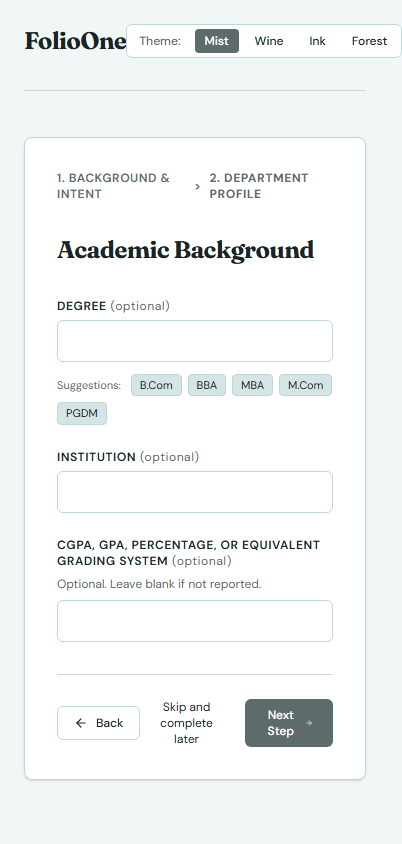 FolioOne Theme: Mist Wine Ink Forest
1. BACKGROUND & INTENT > 2. DEPARTMENT PROFILE
Academic Background
DEGREE (optional)
Suggestions: B.Com BBA MBA M.Com
PGDM
INSTITUTION (optional)
CGPA, GPA, PERCENTAGE, OR EQUIVALENT
GRADING SYSTEM (optional)
Optional. Leave blank if not reported.
← Back
Skip and
complete
later
Next
Step →